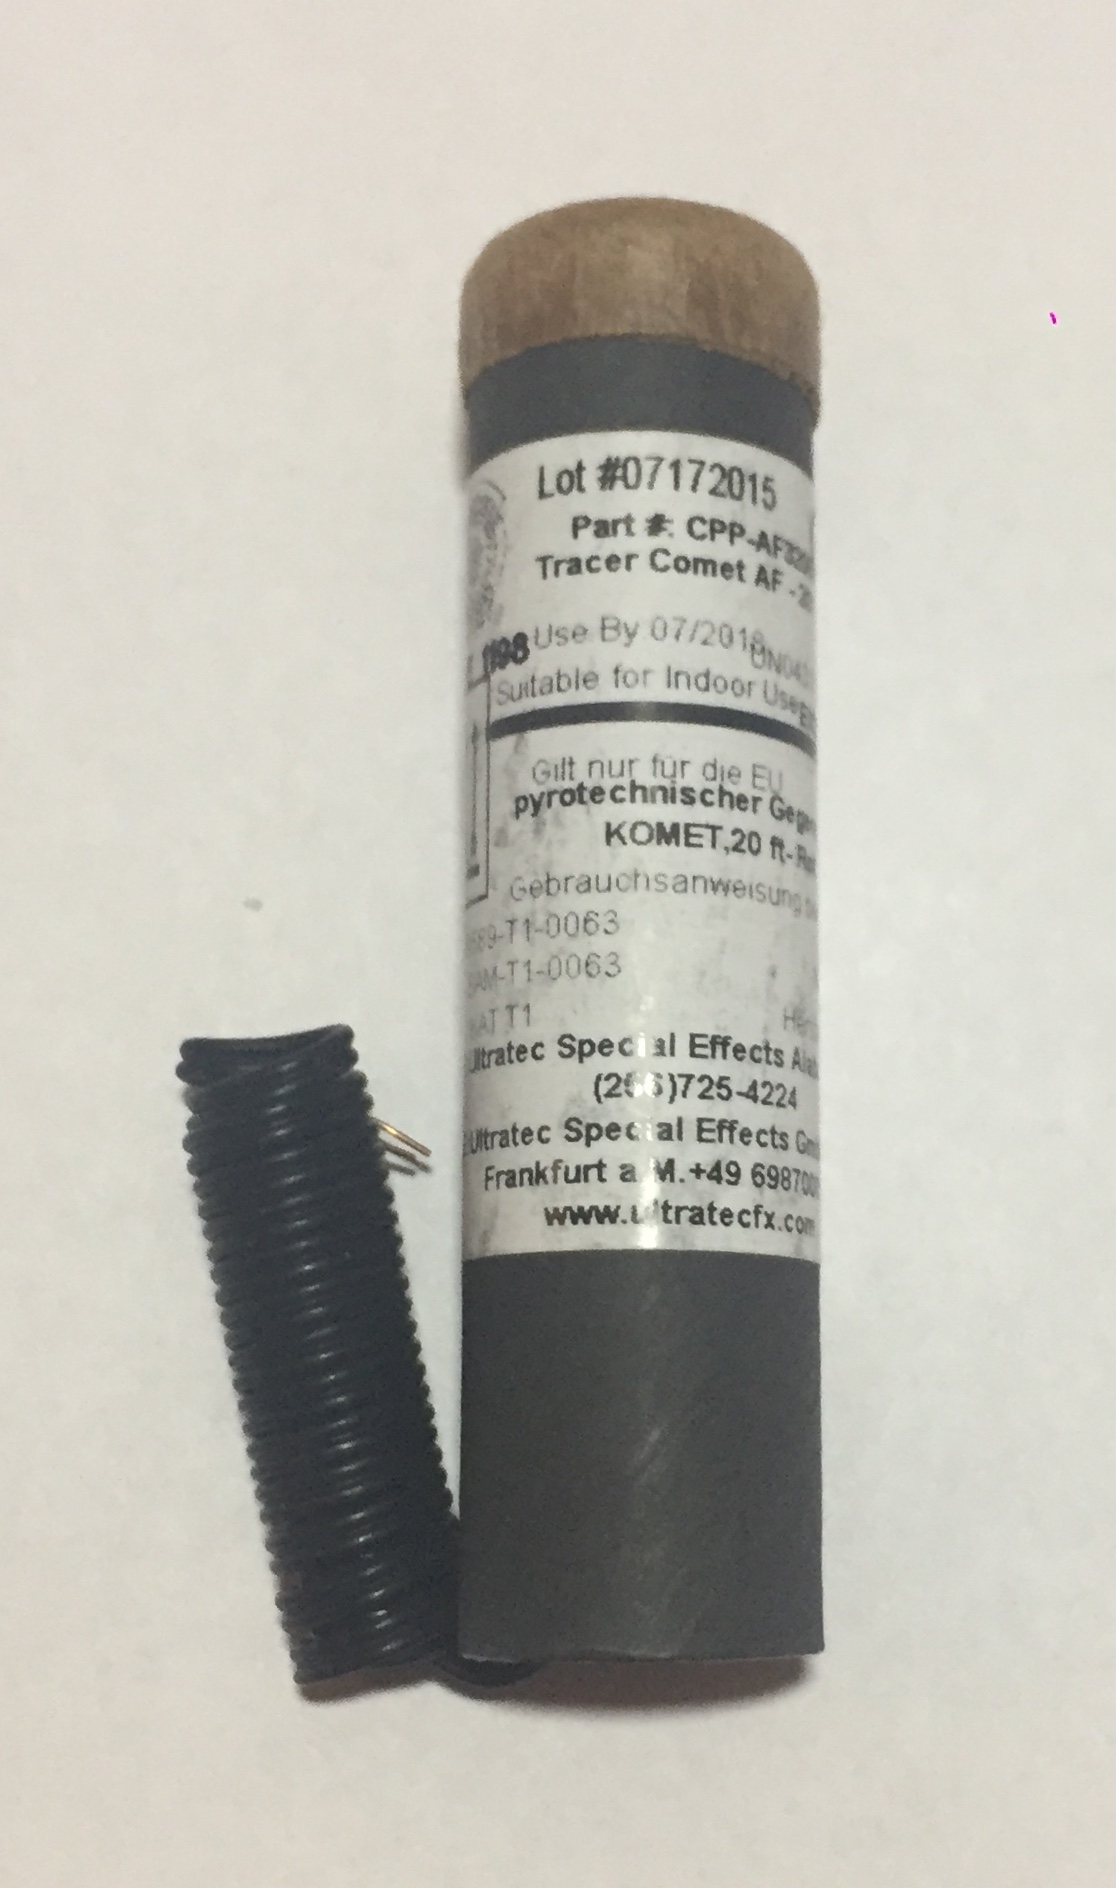 Lot #07172015
Part #: CPP-AF
Tracer Comet AF -
1198
Use By 07/2018
Suitable for Indoor Use
Gilt nur für die EU
pyrotechnischer
KOMET,20 ft-
Gebrauchsanweisung
-T1-0063
-T1-0063
T1
Ultratec Special Effects
(256)725-4224
Ultratec Special Effects
Frankfurt a M.+49
www.ultratecfx.com